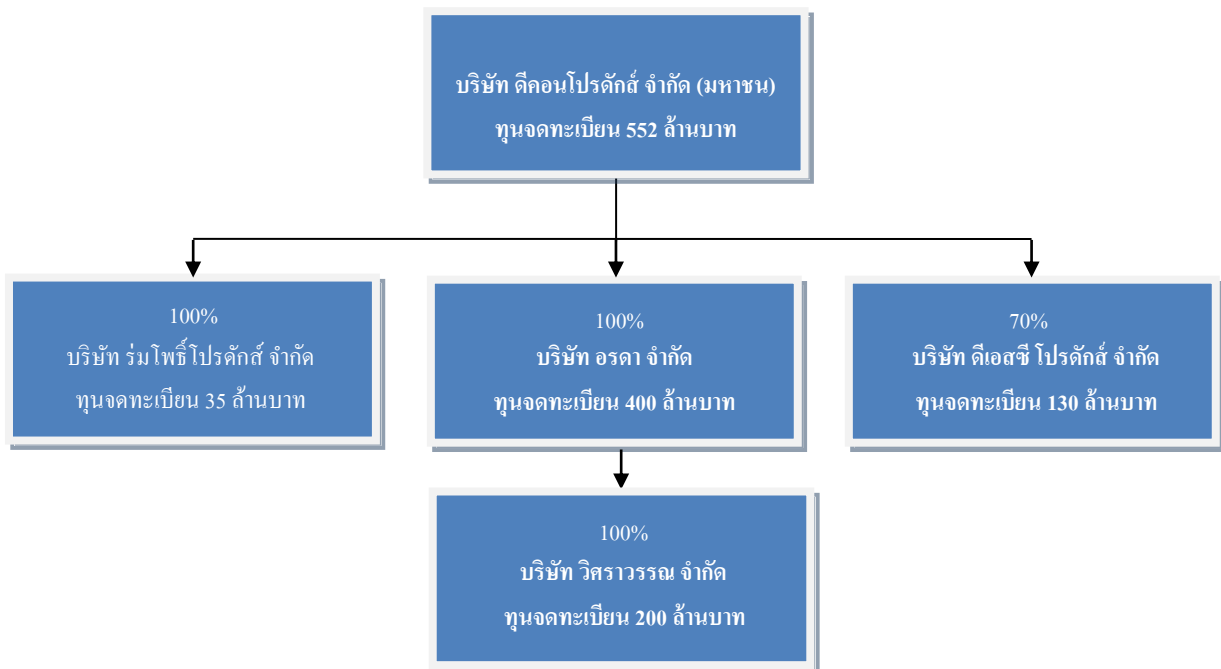 บริษัท ดีคอนโปรดักส์ จำกัด (มหาชน)
ทุนจดทะเบียน 552 ล้านบาท
100%
บริษัท ร่มโพธิ์โปรดักส์ จำกัด
ทุนจดทะเบียน 35 ล้านบาท
100%
บริษัท อรดา จำกัด
ทุนจดทะเบียน 400 ล้านบาท
70%
บริษัท ดีเอสซี โปรดักส์ จำกัด
ทุนจดทะเบียน 130 ล้านบาท
100%
บริษัท วิศราวรรณ จำกัด
ทุนจดทะเบียน 200 ล้านบาท